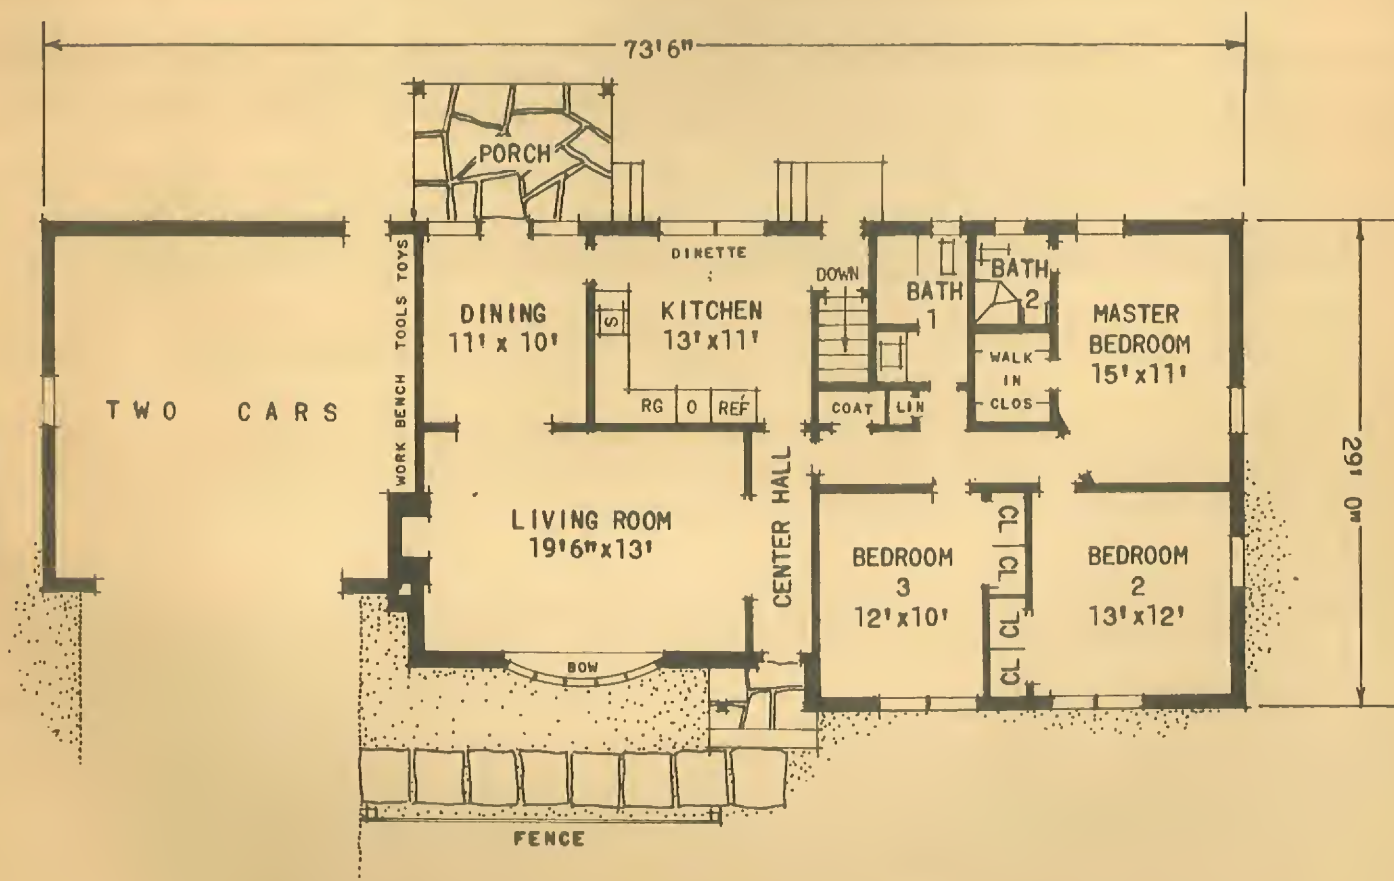 73'6"
PORCH
DINETTE
DOWN
BATH
1
BATH
2
DINING
11' x 10'
S
KITCHEN
13'x11'
MASTER
BEDROOM
15'x11'
WALK
IN
CLOS
TWO CARS
WORK BENCH TOOLS TOYS
RG
O
REF
COAT
LIN
29' 0"
CENTER HALL
LIVING ROOM
19'6"x13'
BEDROOM
3
12'x10'
CL
CL
CL
CL
BEDROOM
2
13'x12'
BOW
FENCE